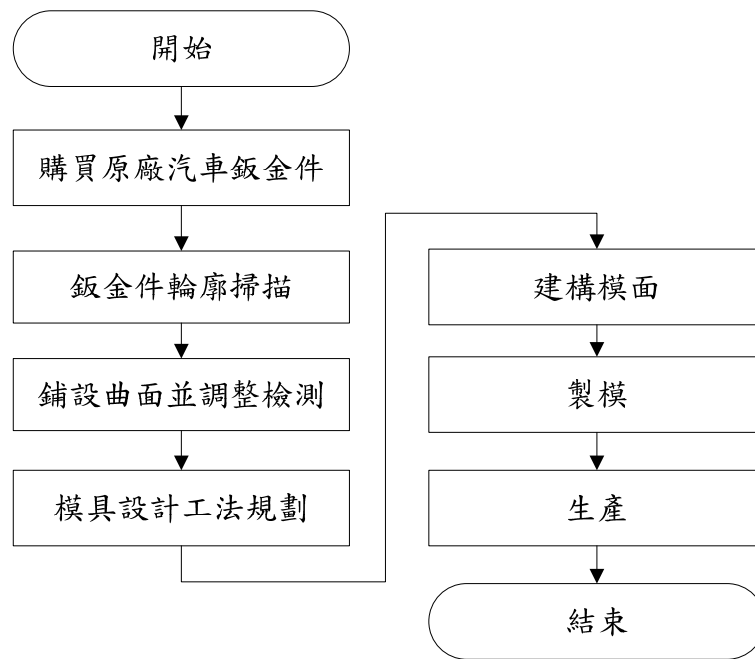 開始
購買原廠汽車鈑金件
鈑金件輪廓掃描
鋪設曲面並調整檢測
模具設計工法規劃
建構模面
製模
生產
結束